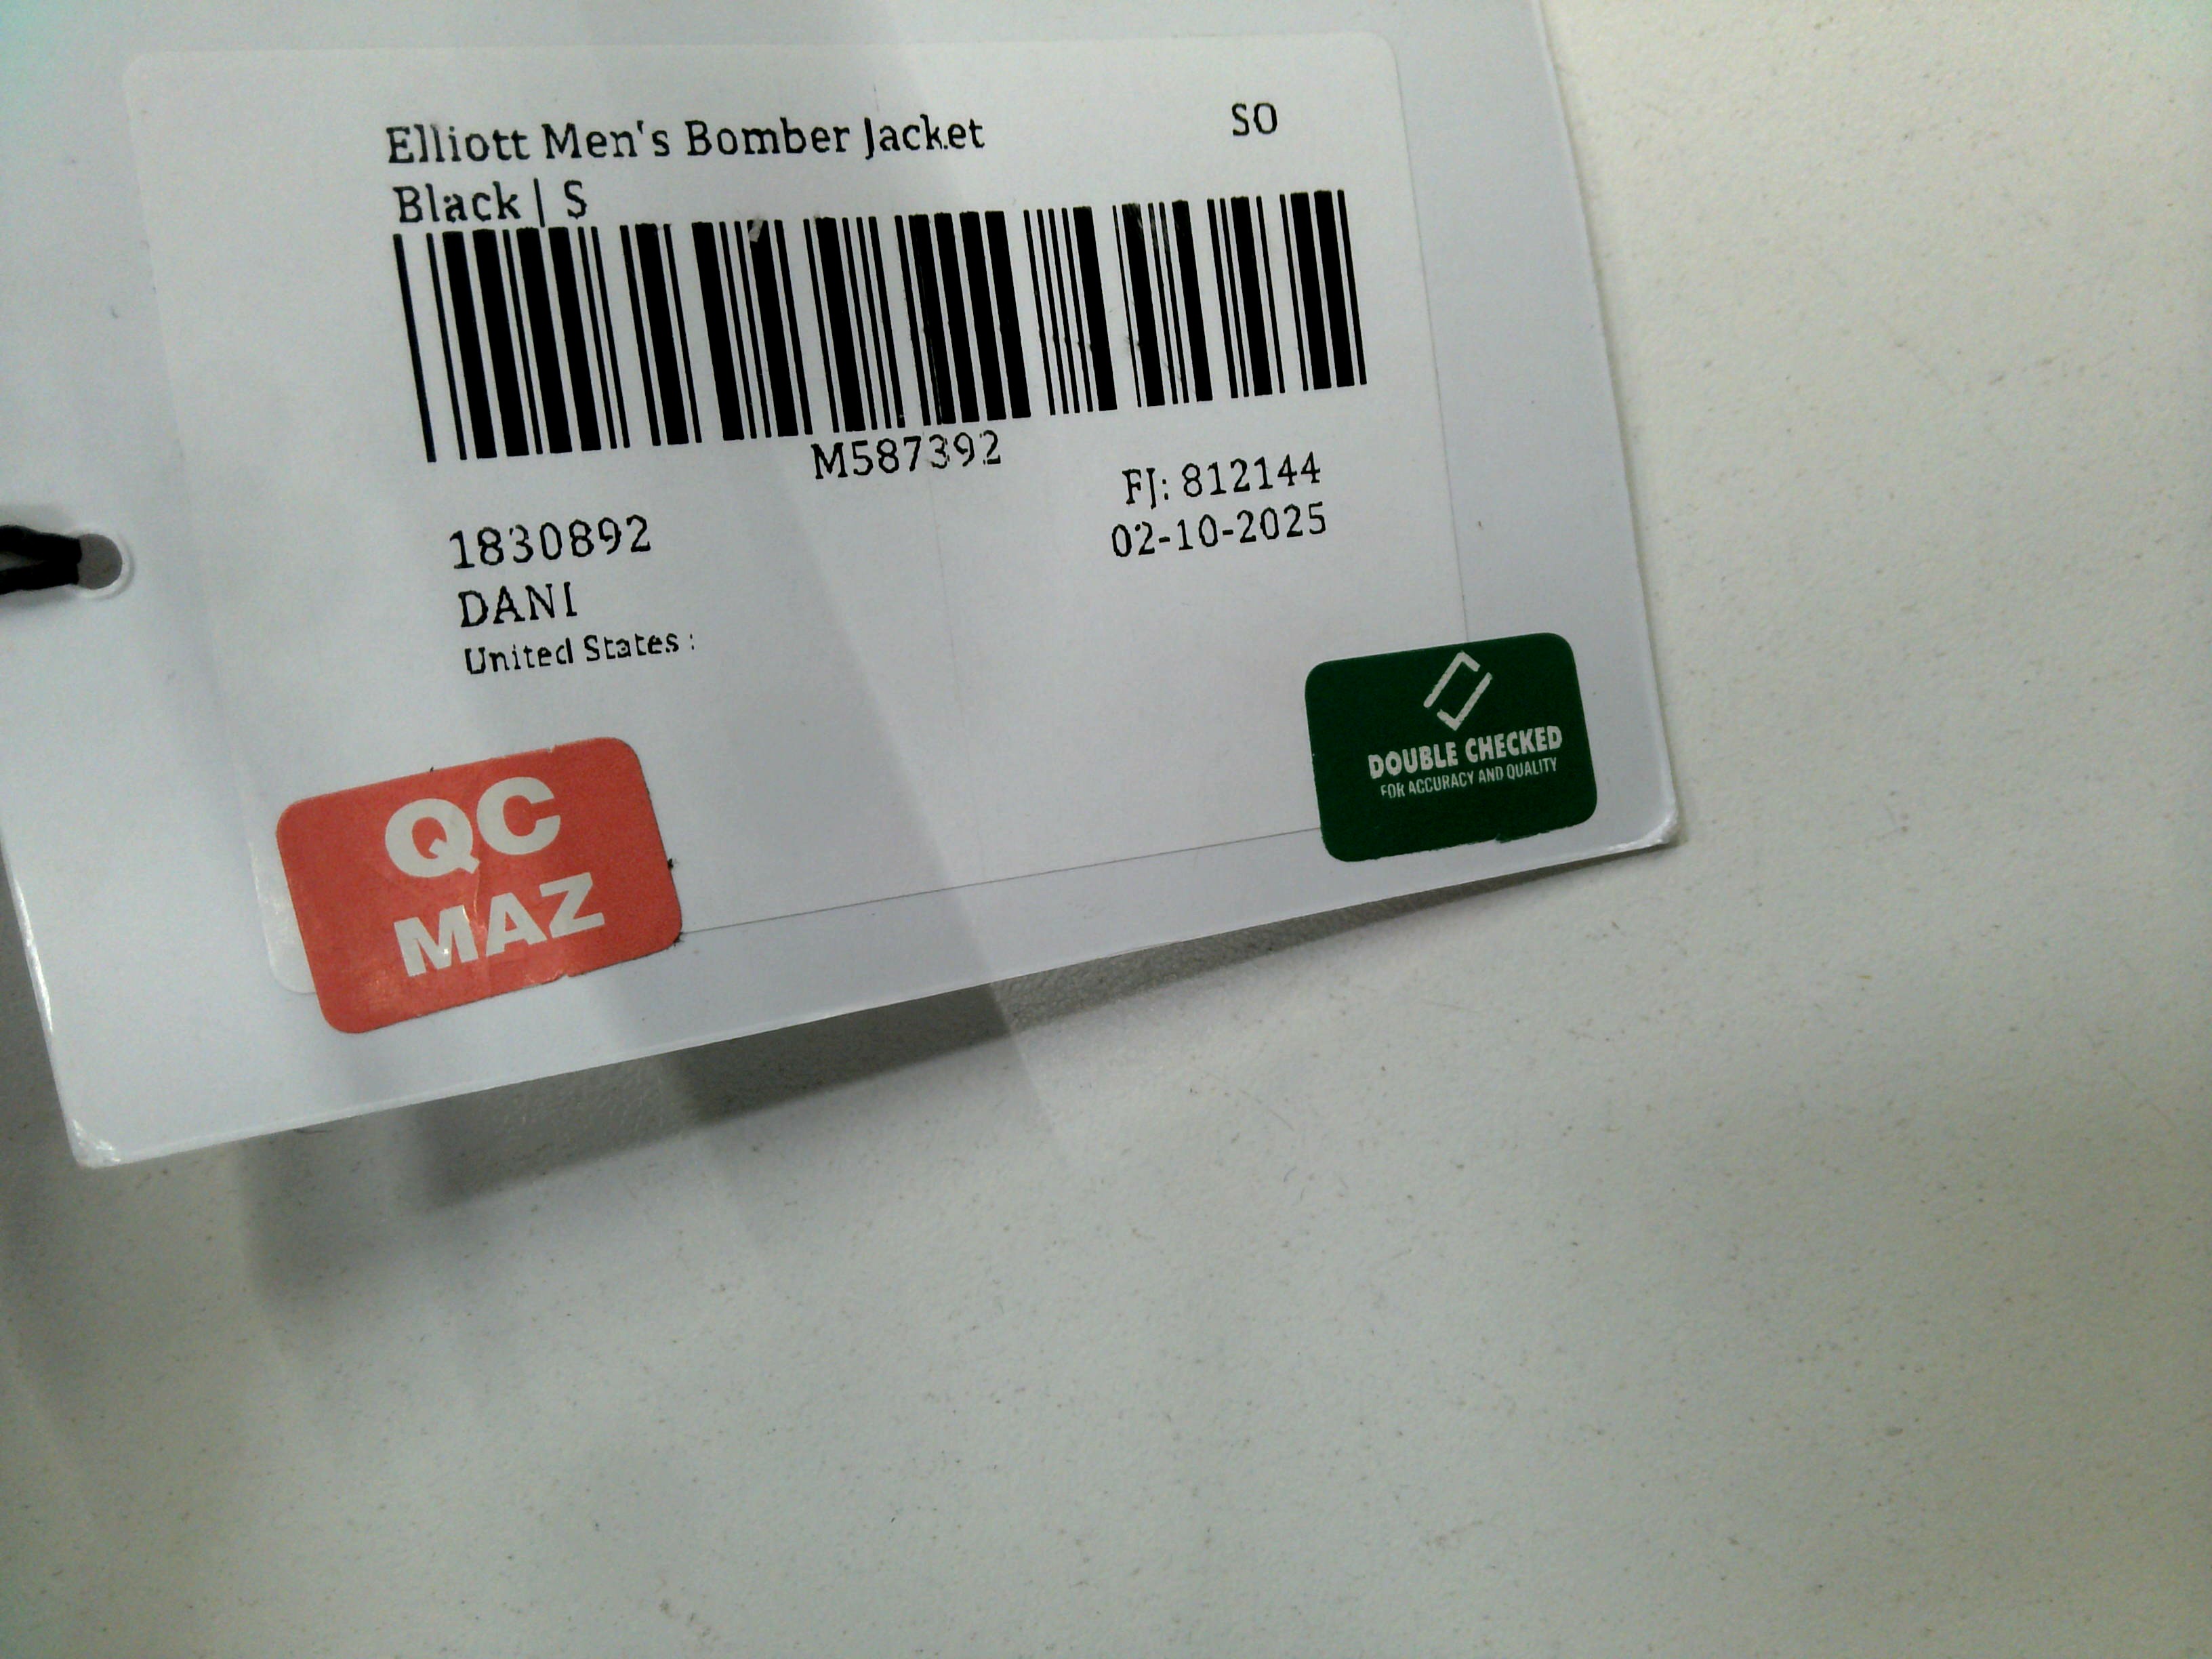 Elliott Men's Bomber Jacket
SO
Black | S
M587392
FJ: 812144
02-10-2025
1830892
DANI
United States :
QC
MAZ
DOUBLE CHECKED
FOR ACCURACY AND QUALITY